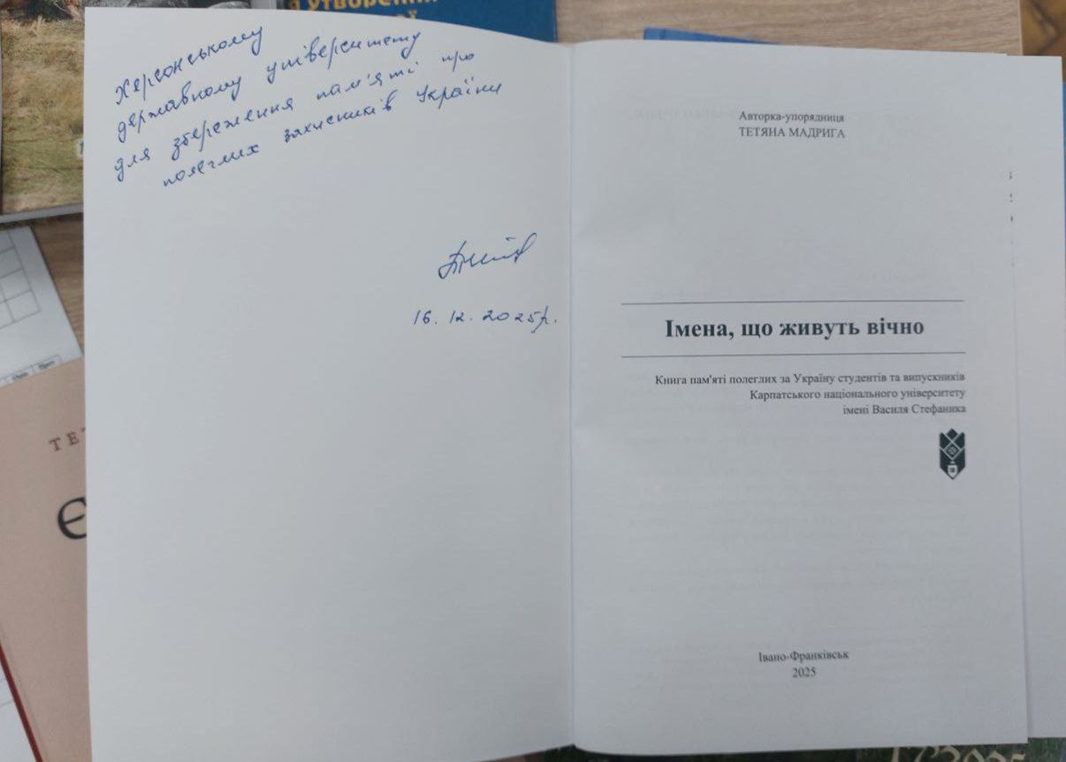 Херсонському
державному університету
для збереження пам'яті про
полеглих захисників України
16.12.2025р.
Авторка-упорядниця
ТЕТЯНА МАДРИГА
Імена, що живуть вічно
Книга пам'яті полеглих за Україну студентів та випускників
Карпатського національного університету
імені Василя Стефаника
Івано-Франківськ
2025